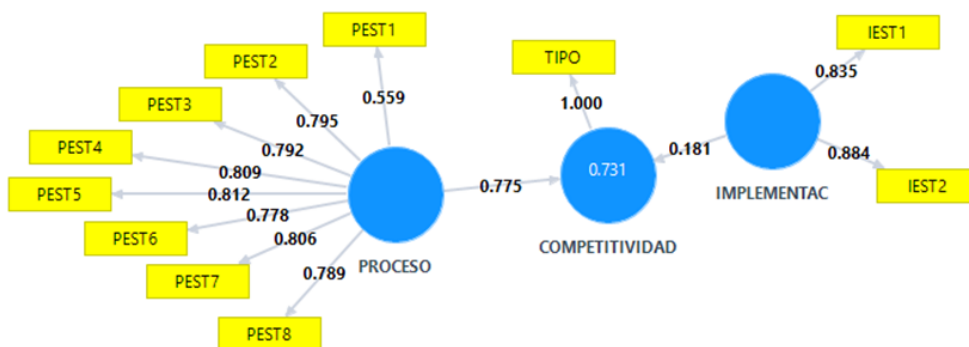 PEST1
PEST2
PEST3
PEST4
PEST5
PEST6
PEST7
PEST8
0.559
0.795
0.792
0.809
0.812
0.778
0.806
0.789
PROCESO
0.775
TIPO
1.000
0.731
COMPETITIVIDAD
0.181
IMPLEMENTAC
0.835
0.884
IEST1
IEST2